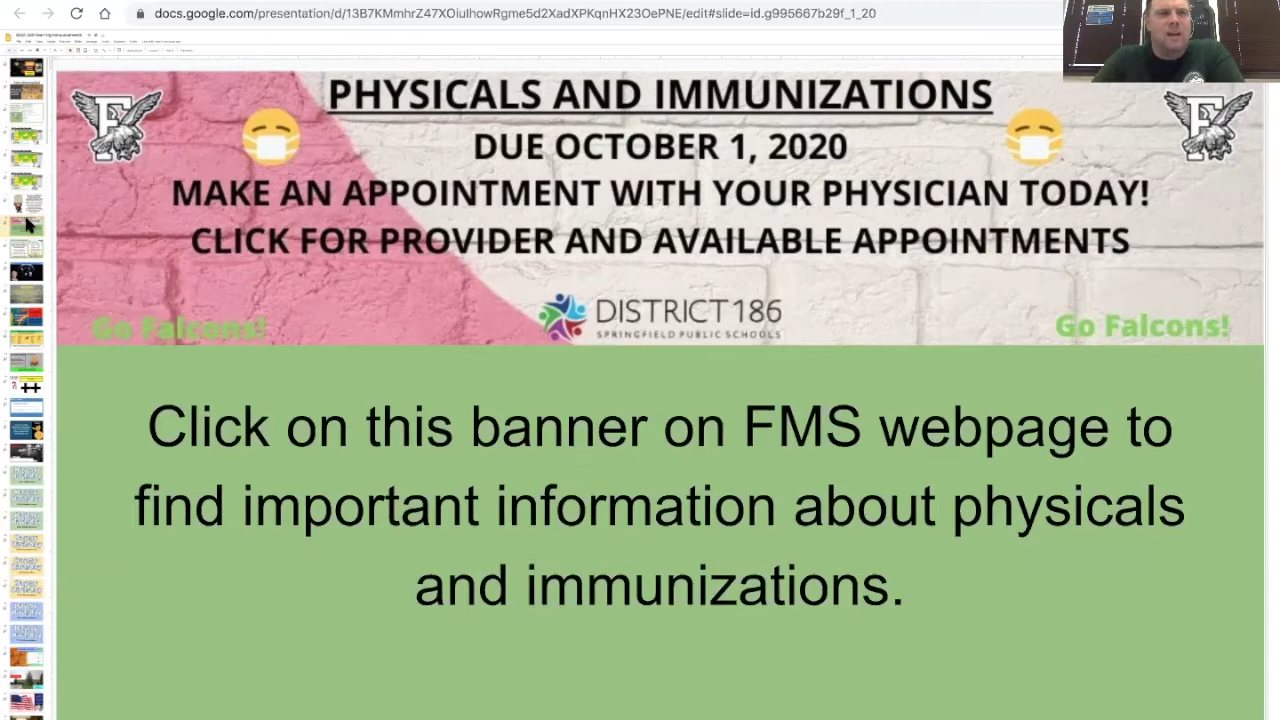 docs.google.com/presentation/d/13B7KMmhrZ47XOiulhowRgme5d2XadXPKqnHX23OePNE/edit#slide=id.g995667b29f_1_20
PHYSICALS AND IMMUNIZATIONS
DUE OCTOBER 1, 2020
MAKE AN APPOINTMENT WITH YOUR PHYSICIAN TODAY!
CLICK FOR PROVIDER AND AVAILABLE APPOINTMENTS
F
F
DISTRICT 186
SPRINGFIELD PUBLIC SCHOOLS
Go Falcons!
Go Falcons!
Click on this banner on FMS webpage to
find important information about physicals
and immunizations.